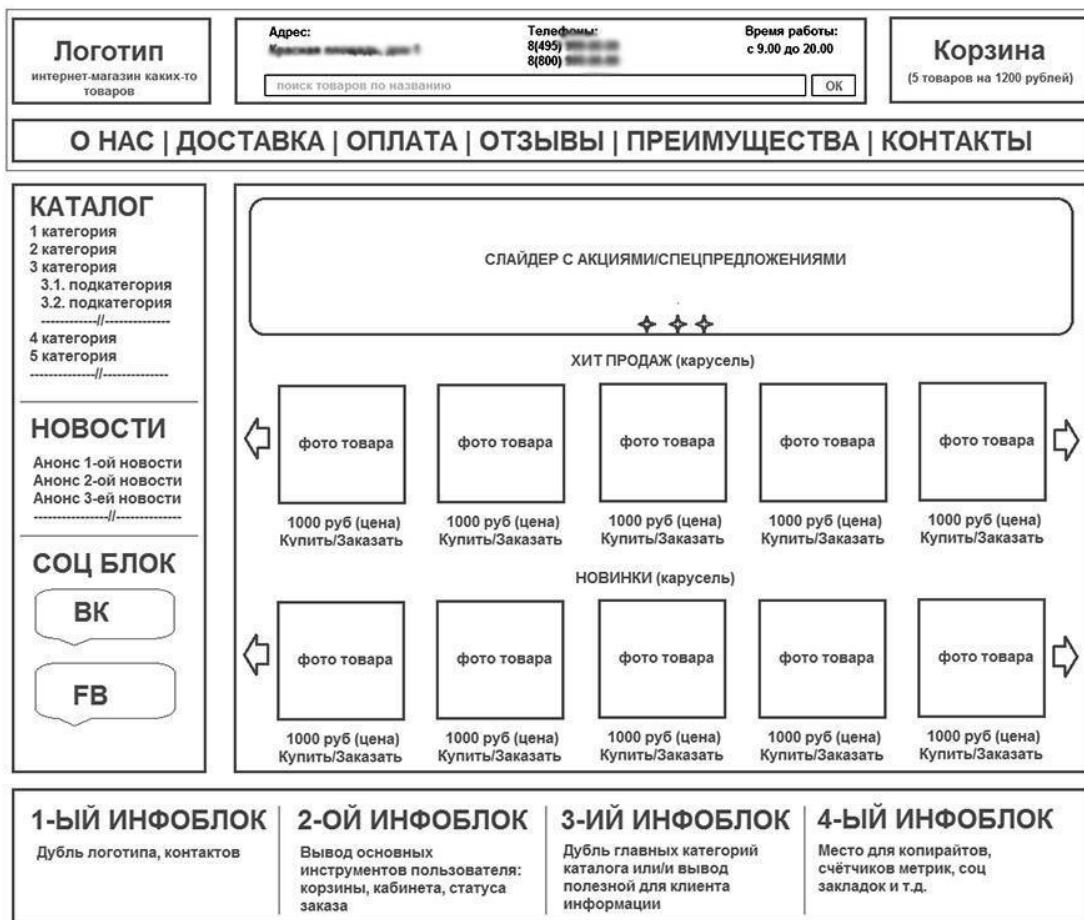 Логотип
интернет-магазин каких-то
товаров
Адрес:
Телефоны:
8(495)
8(800)
Время работы:
с 9.00 до 20.00
поиск товаров по названию
ОК
Корзина
(5 товаров на 1200 рублей)
О НАС | ДОСТАВКА | ОПЛАТА | ОТЗЫВЫ | ПРЕИМУЩЕСТВА | КОНТАКТЫ
КАТАЛОГ
1 категория
2 категория
3 категория
3.1. подкатегория
3.2. подкатегория
------------//--------------
4 категория
5 категория
--------------//--------------
НОВОСТИ
Анонс 1-ой новости
Анонс 2-ой новости
Анонс 3-ей новости
----------------//--------------
СОЦ БЛОК
ВК
FB
СЛАЙДЕР С АКЦИЯМИ/СПЕЦПРЕДЛОЖЕНИЯМИ
ХИТ ПРОДАЖ (карусель)
фото товара фото товара фото товара фото товара фото товара
1000 руб (цена) 1000 руб (цена) 1000 руб (цена) 1000 руб (цена) 1000 руб (цена)
Купить/Заказать Купить/Заказать Купить/Заказать Купить/Заказать Купить/Заказать
НОВИНКИ (карусель)
фото товара фото товара фото товара фото товара фото товара
1000 руб (цена) 1000 руб (цена) 1000 руб (цена) 1000 руб (цена) 1000 руб (цена)
Купить/Заказать Купить/Заказать Купить/Заказать Купить/Заказать Купить/Заказать
1-ЫЙ ИНФОБЛОК
Дубль логотипа, контактов
2-ОЙ ИНФОБЛОК
Вывод основных
инструментов пользователя:
корзины, кабинета, статуса
заказа
3-ИЙ ИНФОБЛОК
Дубль главных категорий
каталога или/и вывод
полезной для клиента
информации
4-ЫЙ ИНФОБЛОК
Место для копирайтов,
счётчиков метрик, соц
закладок и т.д.